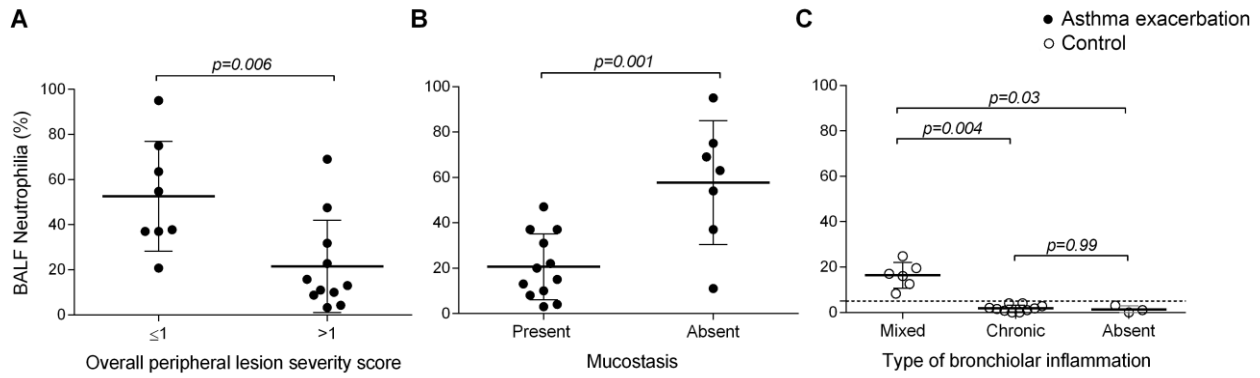 A
BALF Neutrophilia (%)
100
80
60
40
20
0
p=0.006
≤1
>1
Overall peripheral lesion severity score
B
100
80
60
40
20
0
p=0.001
Present
Absent
Mucostasis
C
Asthma exacerbation
Control
100
80
60
40
20
0
p=0.03
p=0.004
p=0.99
Mixed
Chronic
Absent
Type of bronchiolar inflammation